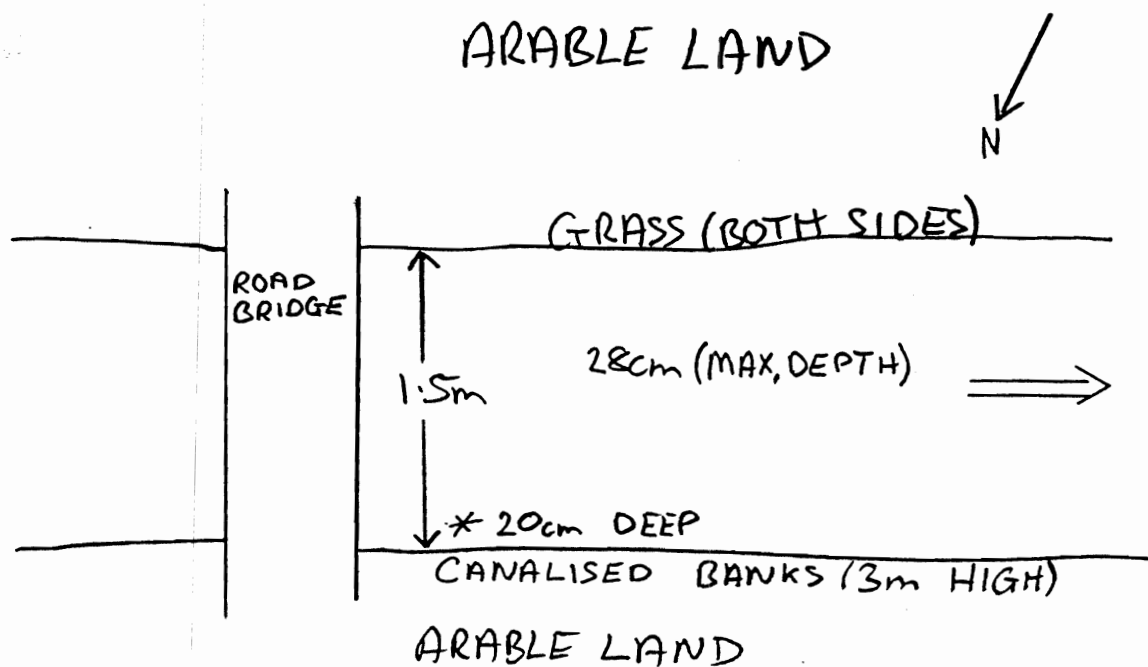 ARABLE LAND
N
GRASS (BOTH SIDES)
ROAD
BRIDGE
28cm (MAX, DEPTH)
1.5m
* 20cm DEEP
CANALISED BANKS (3m HIGH)
ARABLE LAND